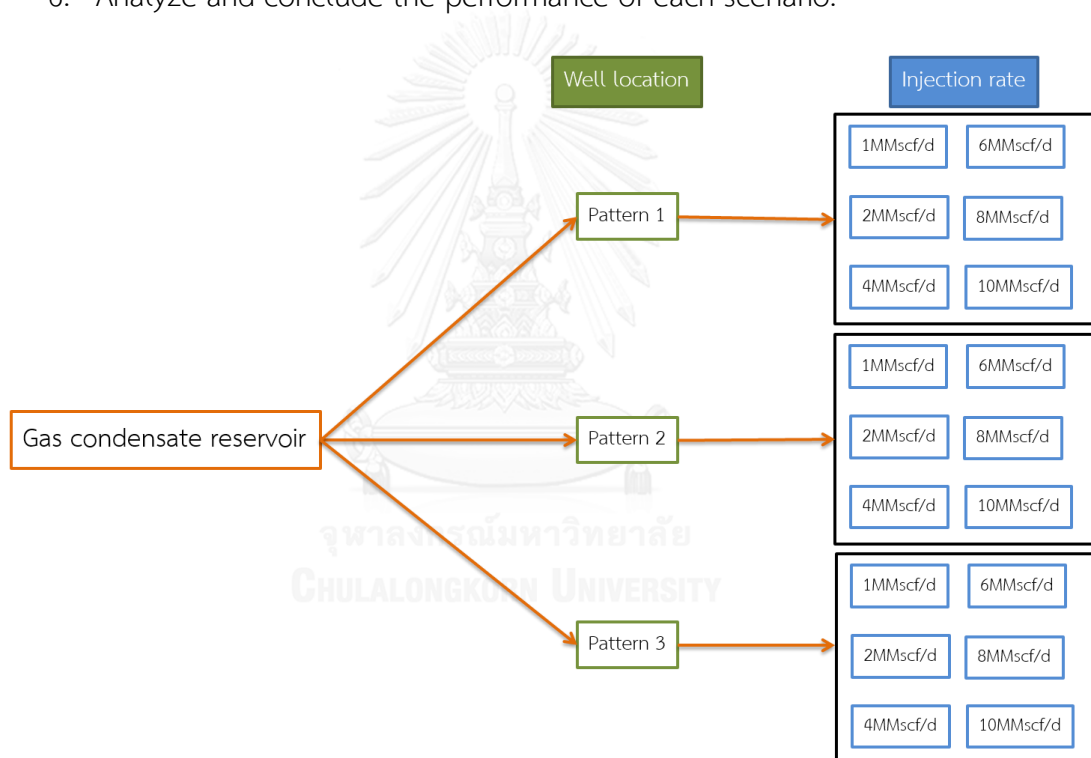 6. Analyze and conclude the performance of each scenario.
Well location
Injection rate
Gas condensate reservoir
Pattern 1
1MMscf/d 6MMscf/d
2MMscf/d 8MMscf/d
4MMscf/d 10MMscf/d
Pattern 2
1MMscf/d 6MMscf/d
2MMscf/d 8MMscf/d
4MMscf/d 10MMscf/d
Pattern 3
1MMscf/d 6MMscf/d
2MMscf/d 8MMscf/d
4MMscf/d 10MMscf/d
จุฬาลงกรณ์มหาวิทยาลัย
CHULALONGKORN UNIVERSITY